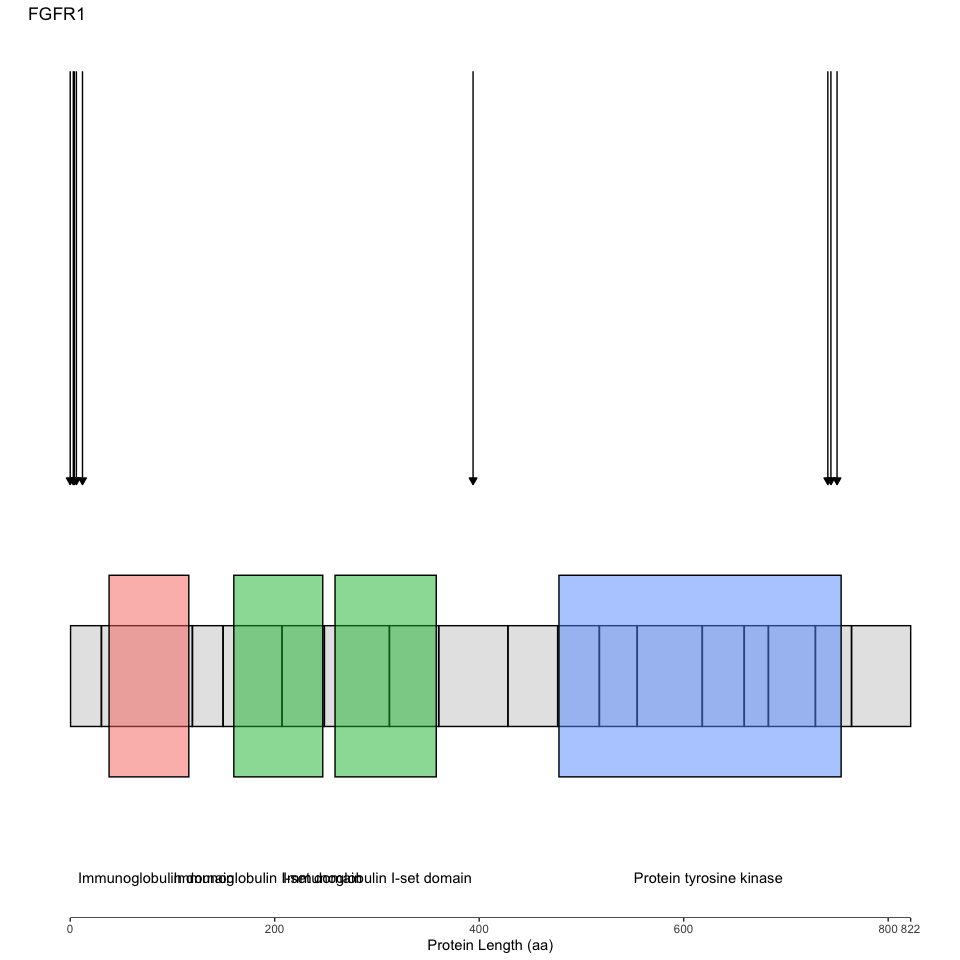 FGFR1
Immunoglobulin domain Immunoglobulin I-set domain Immunoglobulin I-set domain Protein tyrosine kinase
0 200 400 600 800 822
Protein Length (aa)